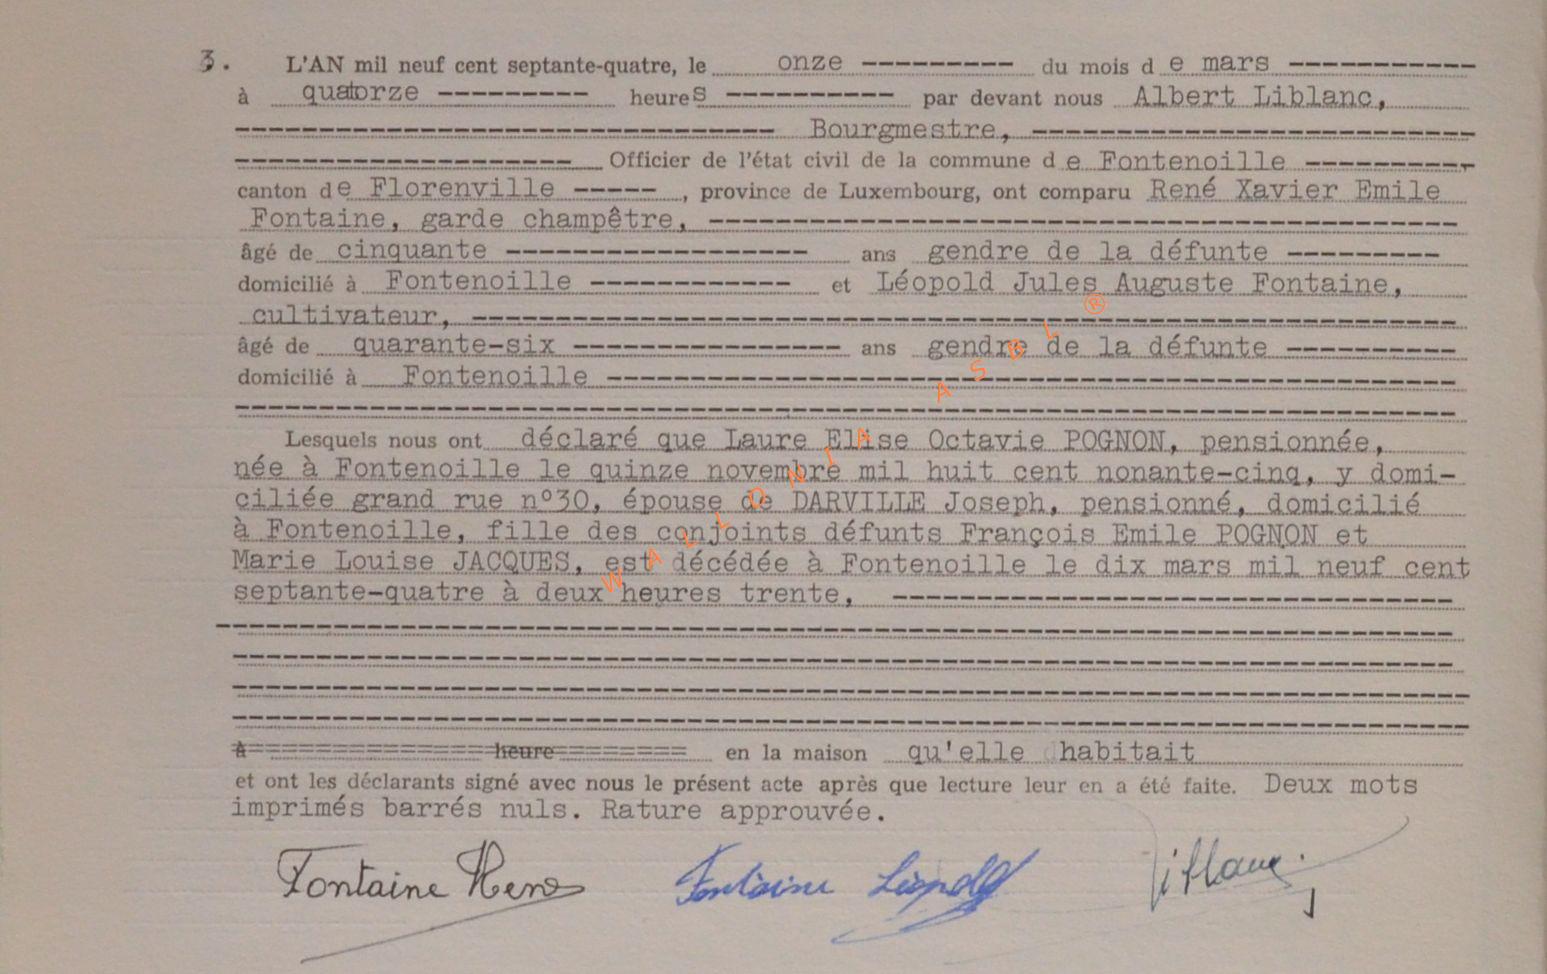 3. L'AN mil neuf cent septante-quatre, le onze --------- du mois d e mars -----------
à quatorze --------- heures ---------- par devant nous Albert Liblanc,
-------------------------------- Bourgmestre, --------------------------
-------------------- Officier de l'état civil de la commune d e Fontenoille ----------
canton de Florenville -----, province de Luxembourg, ont comparu René Xavier Emile
Fontaine, garde champêtre, ---------------------------------------------
âgé de cinquante ------------------ ans gendre de la défunte ---------
domicilié à Fontenoille ------------ et Léopold Jules Auguste Fontaine,
cultivateur, ----------------------------------------------------------
âgé de quarante-six ---------------- ans gendre de la défunte ----------
domicilié à Fontenoille --------------------------------------------------
------------------------------------------------------------------------
Lesquels nous ont déclaré que Laure Elise Octavie POGNON, pensionnée,
née à Fontenoille le quinze novembre mil huit cent nonante-cinq, y domi-
ciliée grand rue n°30, épouse de DARVILLE Joseph, pensionné, domicilié
à Fontenoille, fille des conjoints défunts François Emile POGNON et
Marie Louise JACQUES, est décédée à Fontenoille le dix mars mil neuf cent
septante-quatre à deux heures trente, ---------------------------------
------------------------------------------------------------------------
------------------------------------------------------------------------
------------------------------------------------------------------------
------------------------------------------------------------------------
à=============== heure ======== en la maison qu'elle habitait
et ont les déclarants signé avec nous le présent acte après que lecture leur en a été faite. Deux mots
imprimés barrés nuls. Rature approuvée.
Fontaine René Fontaine Léopold Liblanc
WALLONIA ASBL ®